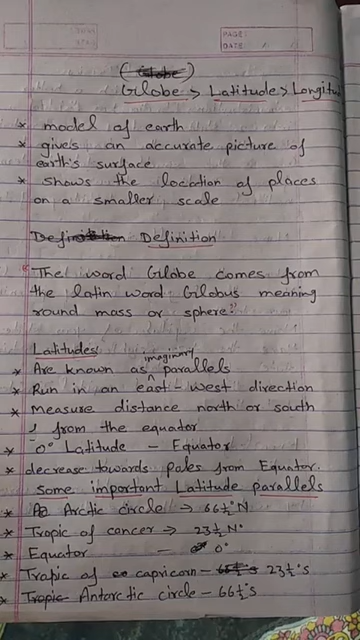 PAGE:
DATE:
(Globe)
Globe > Latitude > Longitud
* model of earth
* gives an accurate picture of
earth's surface
* shows the location of places
on a smaller scale
Definition Definition
"The word Globe comes from
the latin word Globus meaning
round mass or sphere."
Latitudes:
* Are known as imaginary parallels
* Run in an east-west direction
* measure distance north or south
from the equator
* 0° Latitude - Equator
* decrease towards poles from Equator.
some important Latitude parallels
* Arctic circle → 66½°N
* Tropic of cancer → 23½N°
* Equator - 0°
* Tropic of capricorn - 23½°s
* Tropic Antarctic circle - 66½°s